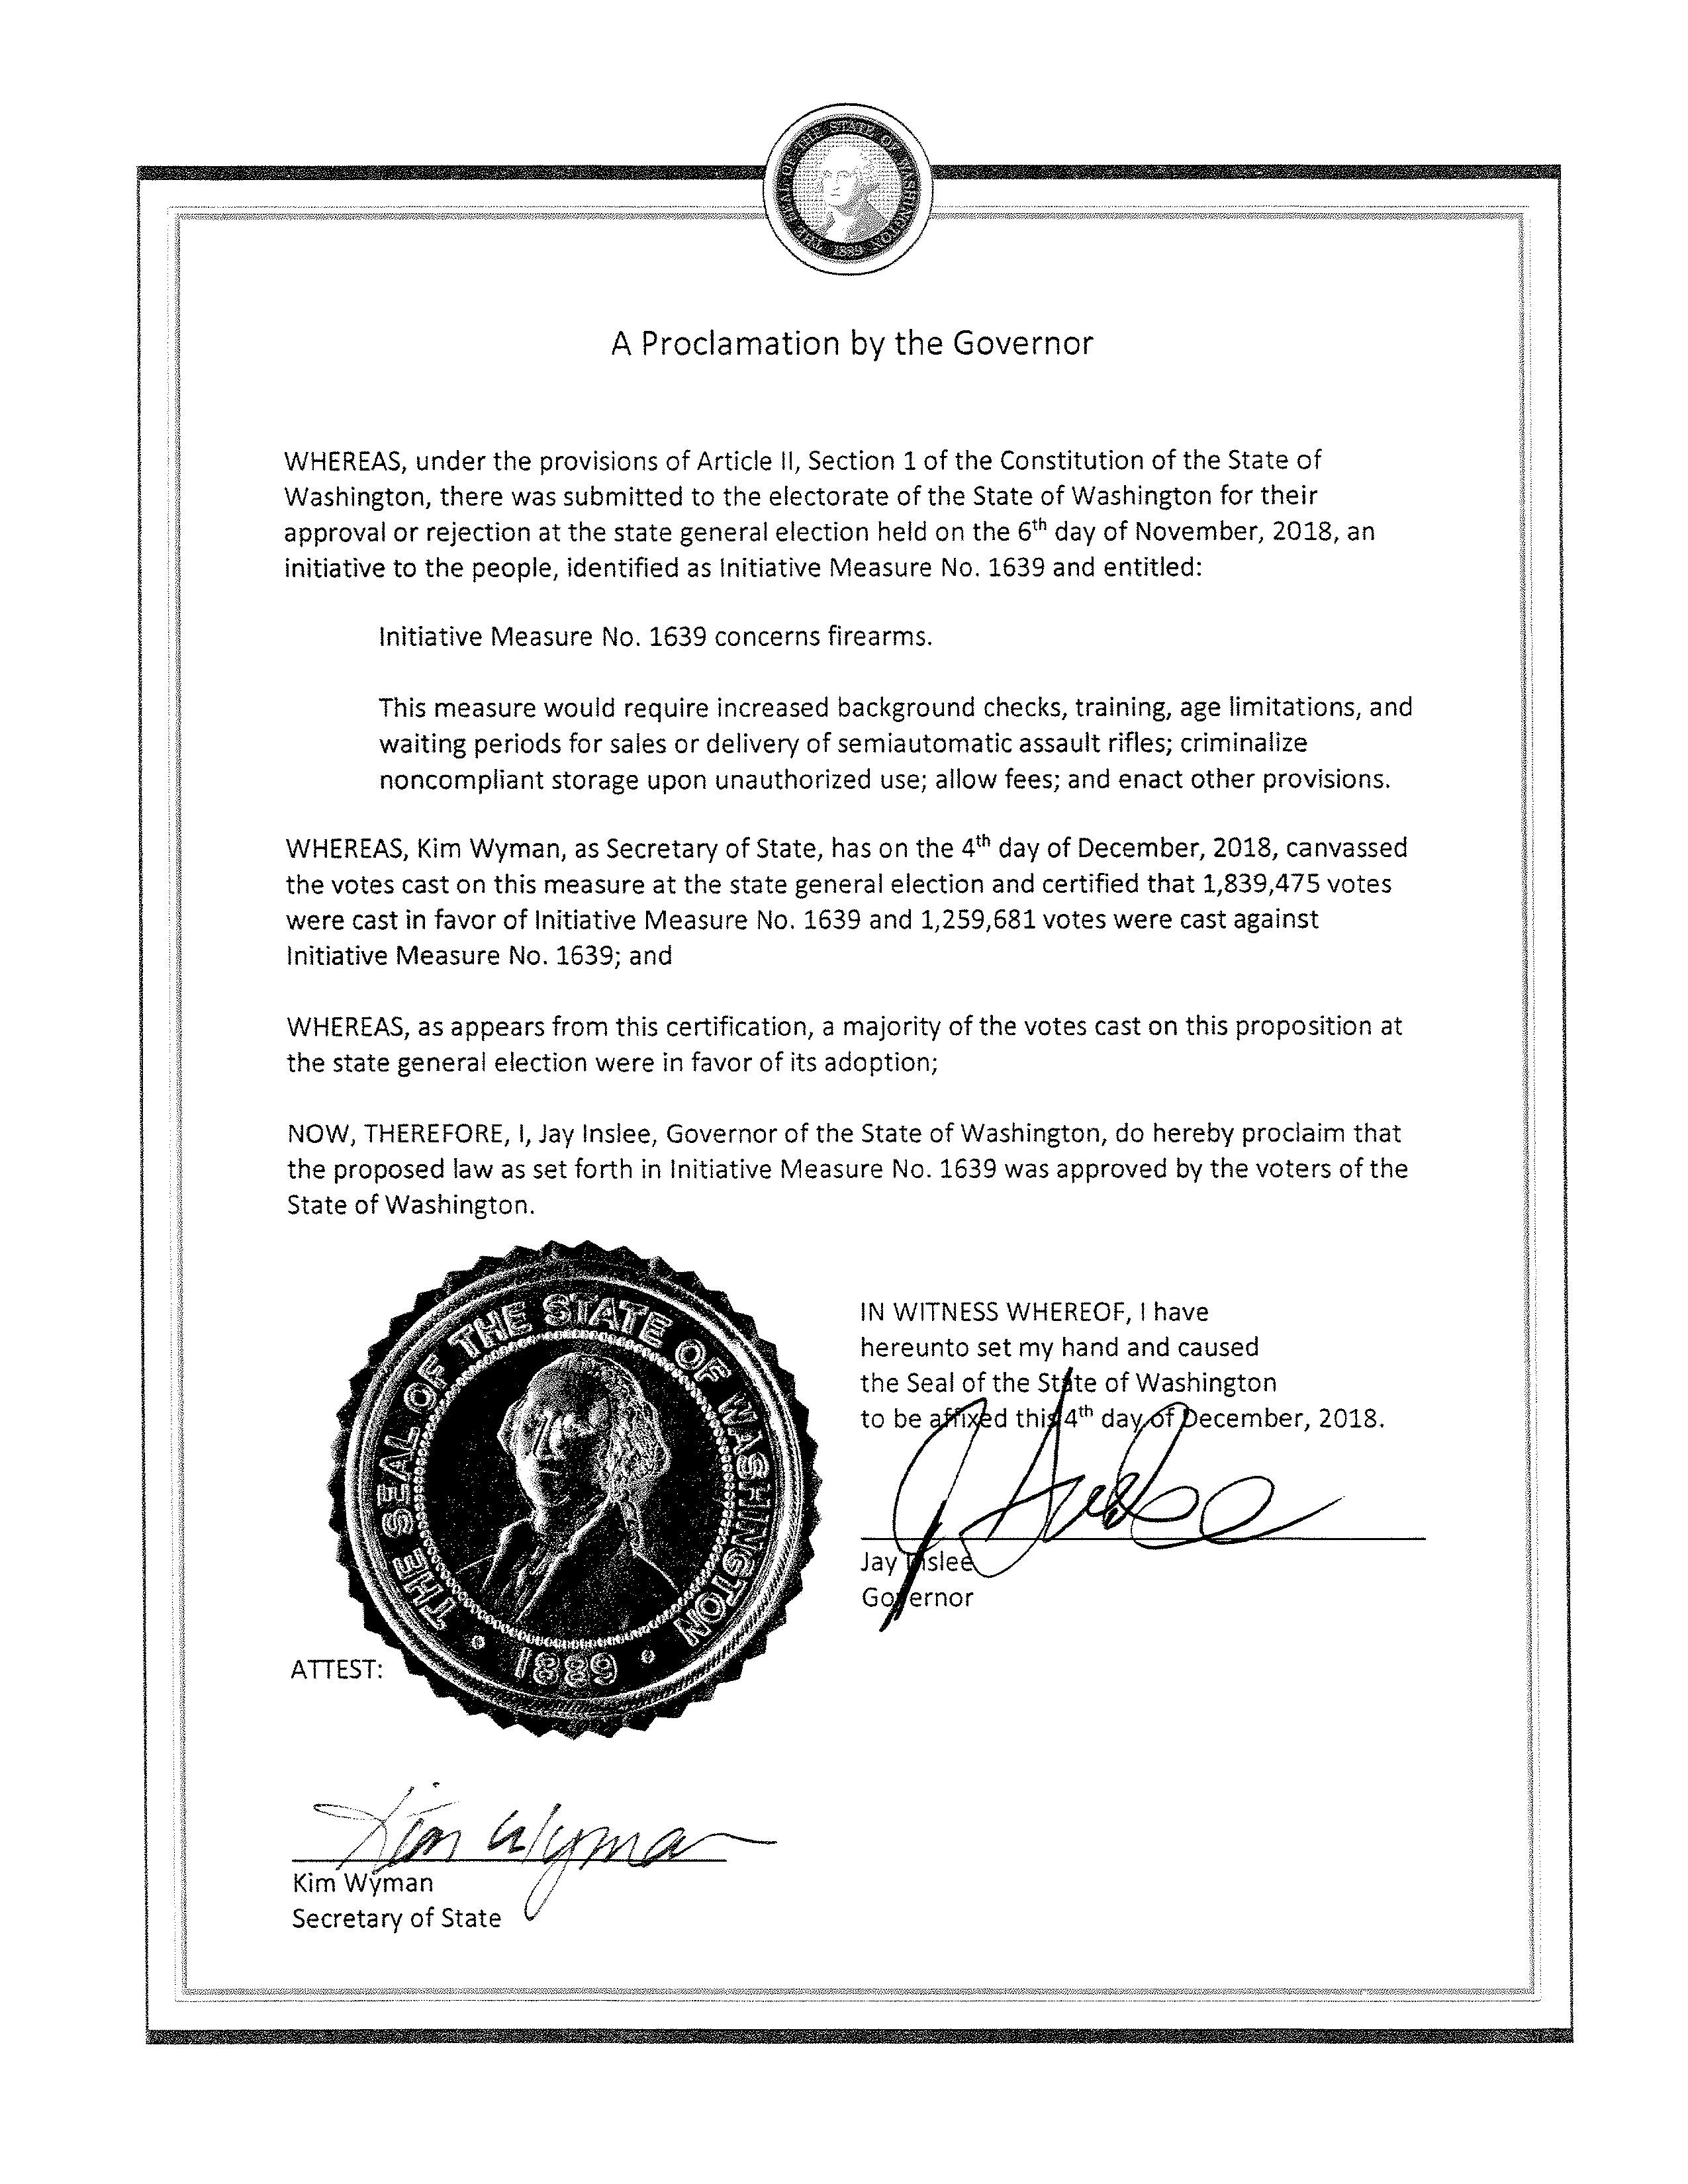 THE SEAL OF THE STATE OF WASHINGTON
1889
A Proclamation by the Governor
WHEREAS, under the provisions of Article II, Section 1 of the Constitution of the State of
Washington, there was submitted to the electorate of the State of Washington for their
approval or rejection at the state general election held on the 6th day of November, 2018, an
initiative to the people, identified as Initiative Measure No. 1639 and entitled:
Initiative Measure No. 1639 concerns firearms.
This measure would require increased background checks, training, age limitations, and
waiting periods for sales or delivery of semiautomatic assault rifles; criminalize
noncompliant storage upon unauthorized use; allow fees; and enact other provisions.
WHEREAS, Kim Wyman, as Secretary of State, has on the 4th day of December, 2018, canvassed
the votes cast on this measure at the state general election and certified that 1,839,475 votes
were cast in favor of Initiative Measure No. 1639 and 1,259,681 votes were cast against
Initiative Measure No. 1639; and
WHEREAS, as appears from this certification, a majority of the votes cast on this proposition at
the state general election were in favor of its adoption;
NOW, THEREFORE, I, Jay Inslee, Governor of the State of Washington, do hereby proclaim that
the proposed law as set forth in Initiative Measure No. 1639 was approved by the voters of the
State of Washington.
IN WITNESS WHEREOF, I have
hereunto set my hand and caused
the Seal of the State of Washington
to be affixed this 4th day of December, 2018.
J Inslee
Jay Inslee
Governor
THE SEAL OF THE STATE OF WASHINGTON
1889
ATTEST:
Kim Wyman
Kim Wyman
Secretary of State